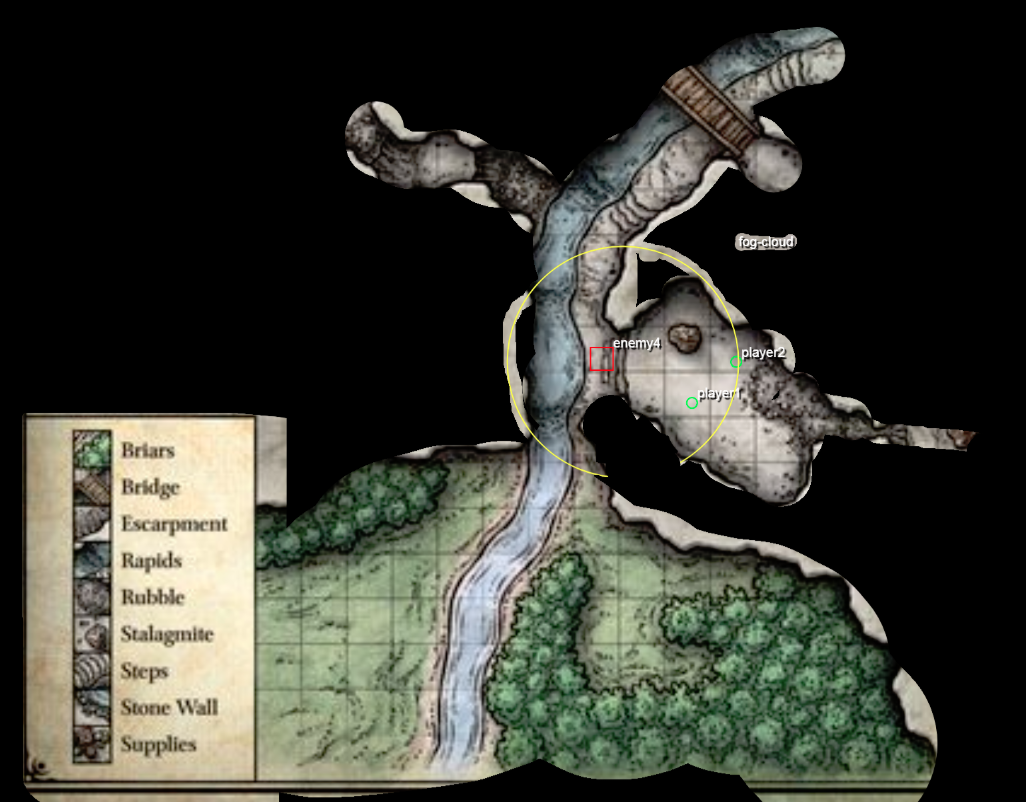 fog-cloud
enemy4
player2
player1
Briars
Bridge
Escarpment
Rapids
Rubble
Stalagmite
Steps
Stone Wall
Supplies